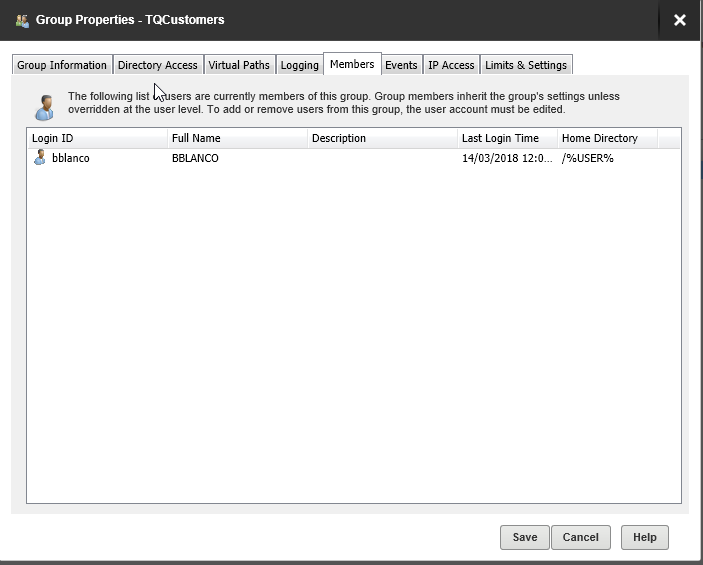 Group Properties - TQCustomers
Group Information Directory Access Virtual Paths Logging Members Events IP Access Limits & Settings
The following list users are currently members of this group. Group members inherit the group's settings unless
overridden at the user level. To add or remove users from this group, the user account must be edited.
Login ID Full Name Description Last Login Time Home Directory
bblanco BBLANCO 14/03/2018 12:0... /%USER%
Save Cancel Help